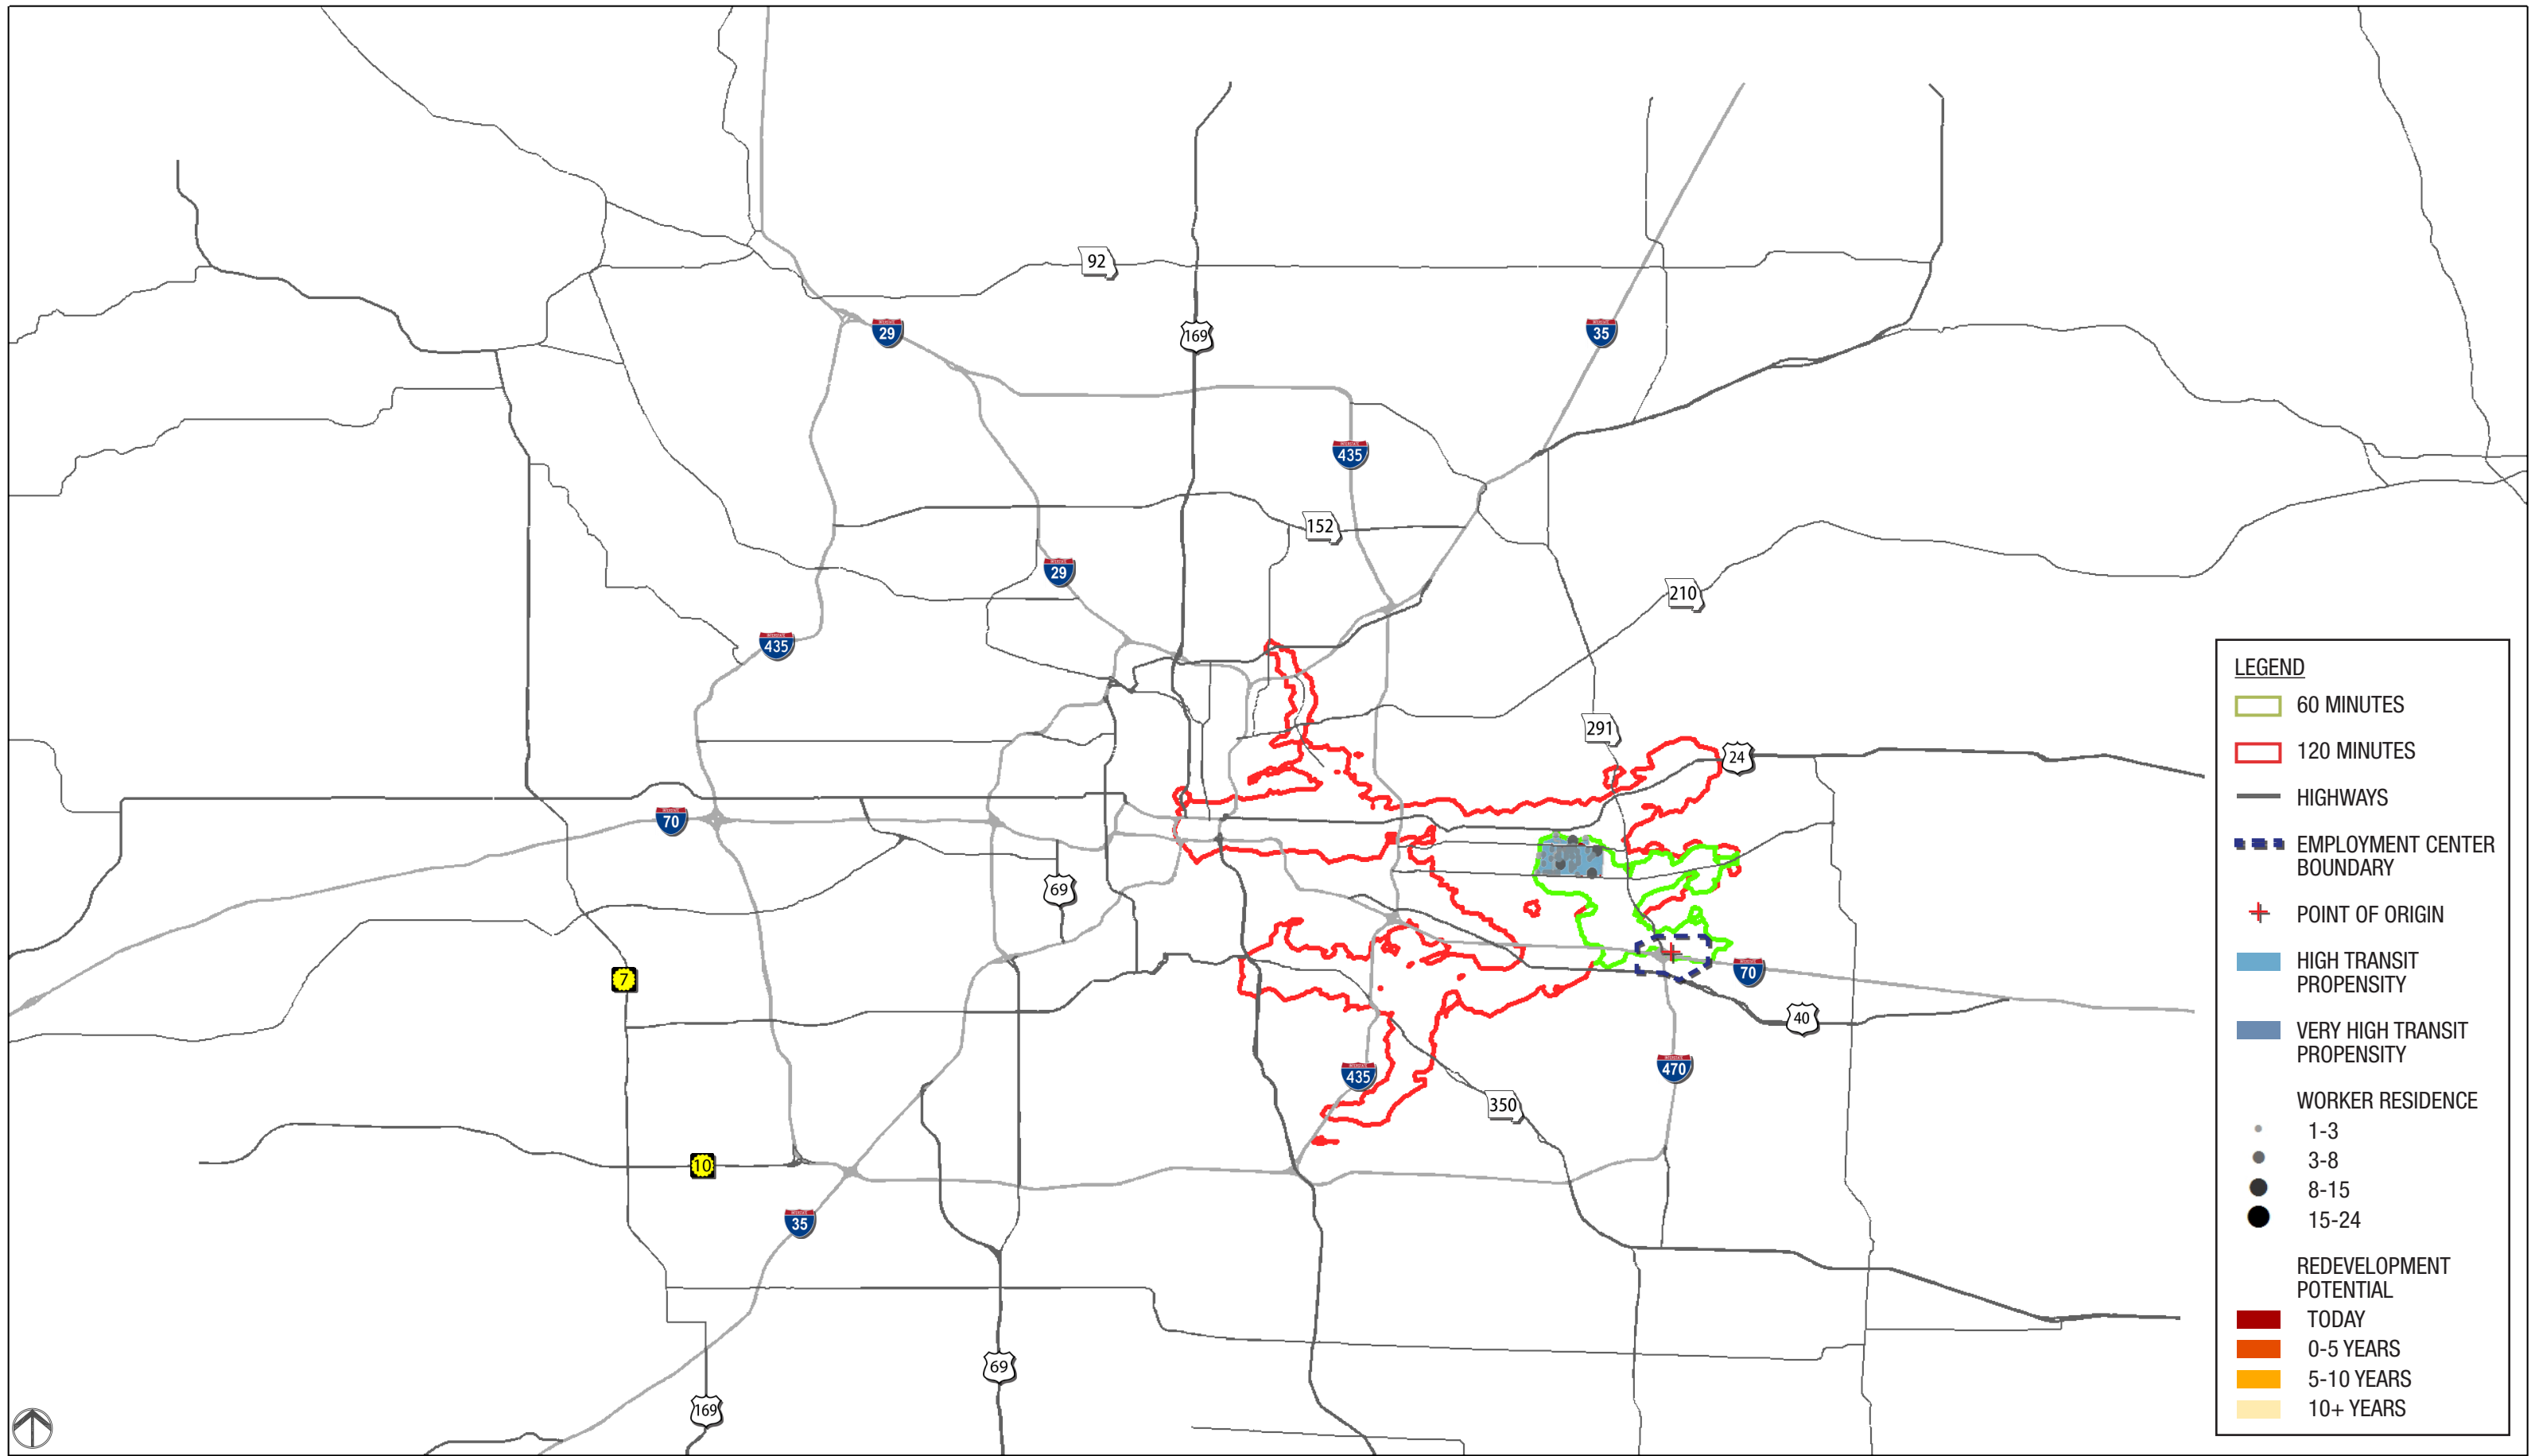 92
29
169
35
435
152
29
210
435
291
24
70
69
7
70
40
435
470
350
10
35
69
169
LEGEND
60 MINUTES
120 MINUTES
HIGHWAYS
EMPLOYMENT CENTER
BOUNDARY
POINT OF ORIGIN
HIGH TRANSIT
PROPENSITY
VERY HIGH TRANSIT
PROPENSITY
WORKER RESIDENCE
1-3
3-8
8-15
15-24
REDEVELOPMENT
POTENTIAL
TODAY
0-5 YEARS
5-10 YEARS
10+ YEARS